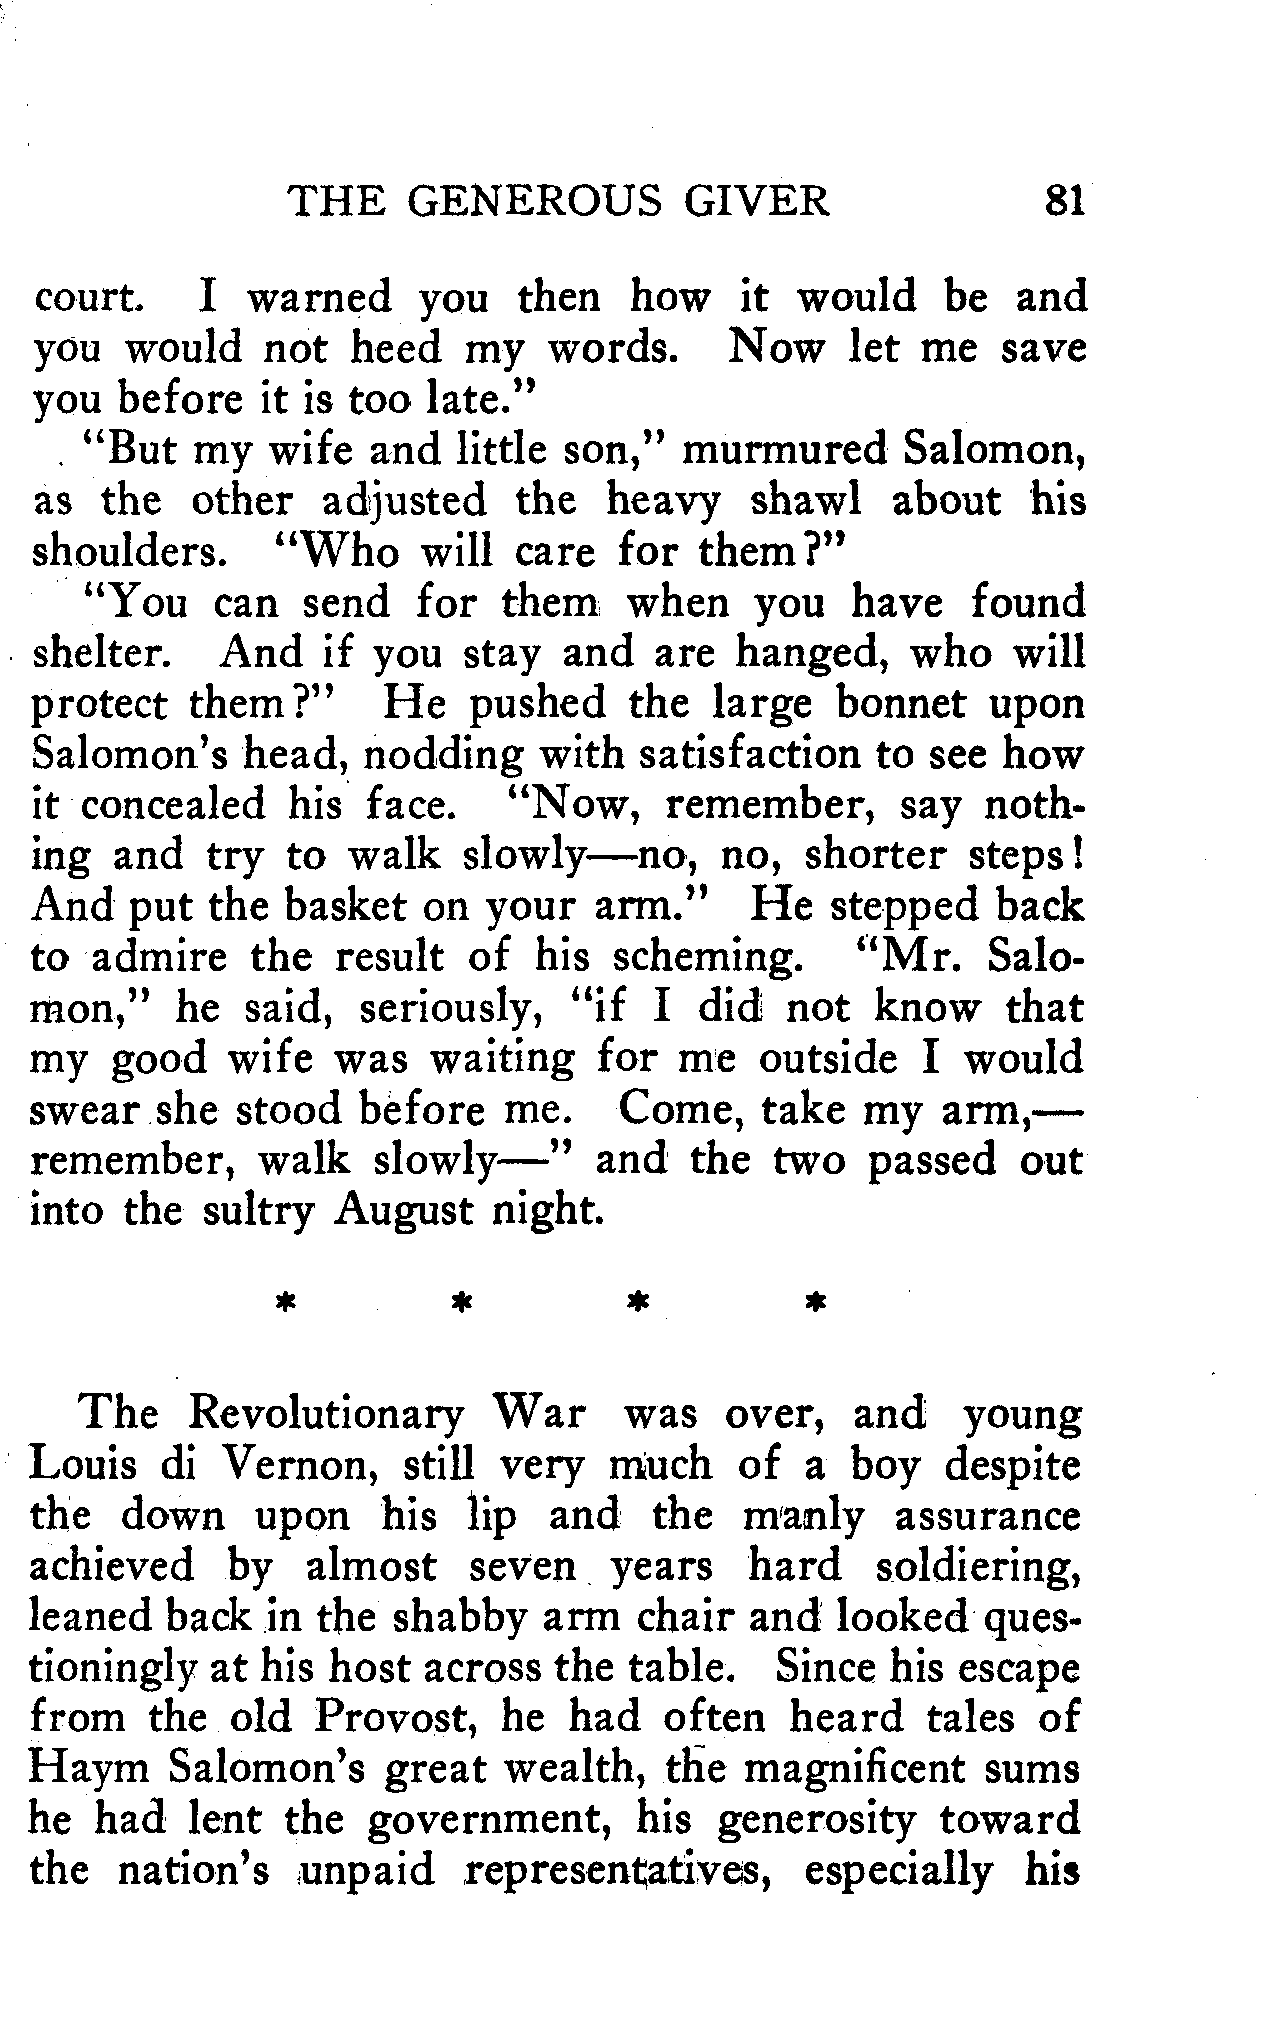 THE GENEROUS GIVER 81
court. I warned you then how it would be and
you would not heed my words. Now let me save
you before it is too late."
"But my wife and little son," murmured Salomon,
as the other adjusted the heavy shawl about his
shoulders. "Who will care for them?"
"You can send for them when you have found
shelter. And if you stay and are hanged, who will
protect them?" He pushed the large bonnet upon
Salomon's head, nodding with satisfaction to see how
it concealed his face. "Now, remember, say noth-
ing and try to walk slowly—no, no, shorter steps!
And put the basket on your arm." He stepped back
to admire the result of his scheming. "Mr. Salo-
mon," he said, seriously, "if I did not know that
my good wife was waiting for me outside I would
swear she stood before me. Come, take my arm,—
remember, walk slowly—" and the two passed out
into the sultry August night.
* * * *
The Revolutionary War was over, and young
Louis di Vernon, still very much of a boy despite
the down upon his lip and the manly assurance
achieved by almost seven years hard soldiering,
leaned back in the shabby arm chair and looked ques-
tioningly at his host across the table. Since his escape
from the old Provost, he had often heard tales of
Haym Salomon's great wealth, the magnificent sums
he had lent the government, his generosity toward
the nation's unpaid representatives, especially his